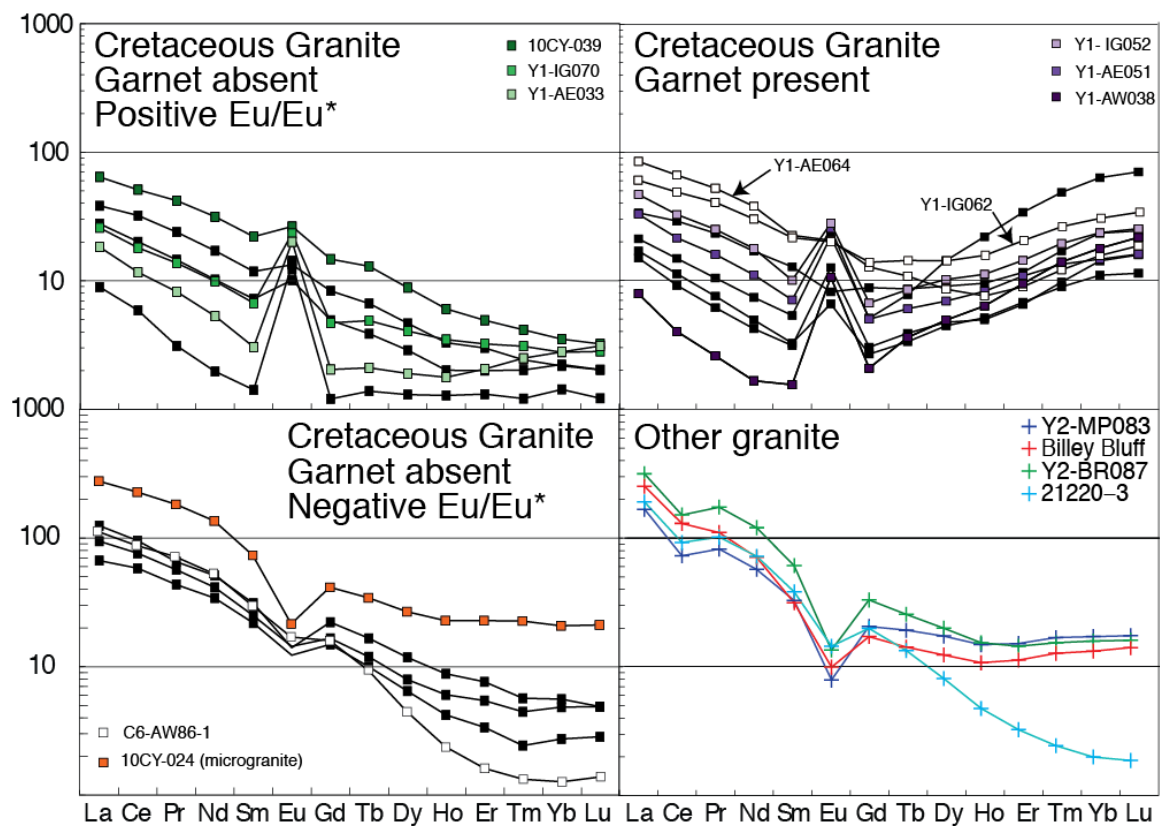 1000
100
10
1000
100
10
Cretaceous Granite
Garnet absent
Positive Eu/Eu*
10CY-039
Y1-IG070
Y1-AE033
Cretaceous Granite
Garnet present
Y1- IG052
Y1-AE051
Y1-AW038
Y1-AE064
Y1-IG062
Cretaceous Granite
Garnet absent
Negative Eu/Eu*
C6-AW86-1
10CY-024 (microgranite)
Other granite
Y2-MP083
Billey Bluff
Y2-BR087
21220–3
La Ce Pr Nd Sm Eu Gd Tb Dy Ho Er Tm Yb Lu
La Ce Pr Nd Sm Eu Gd Tb Dy Ho Er Tm Yb Lu